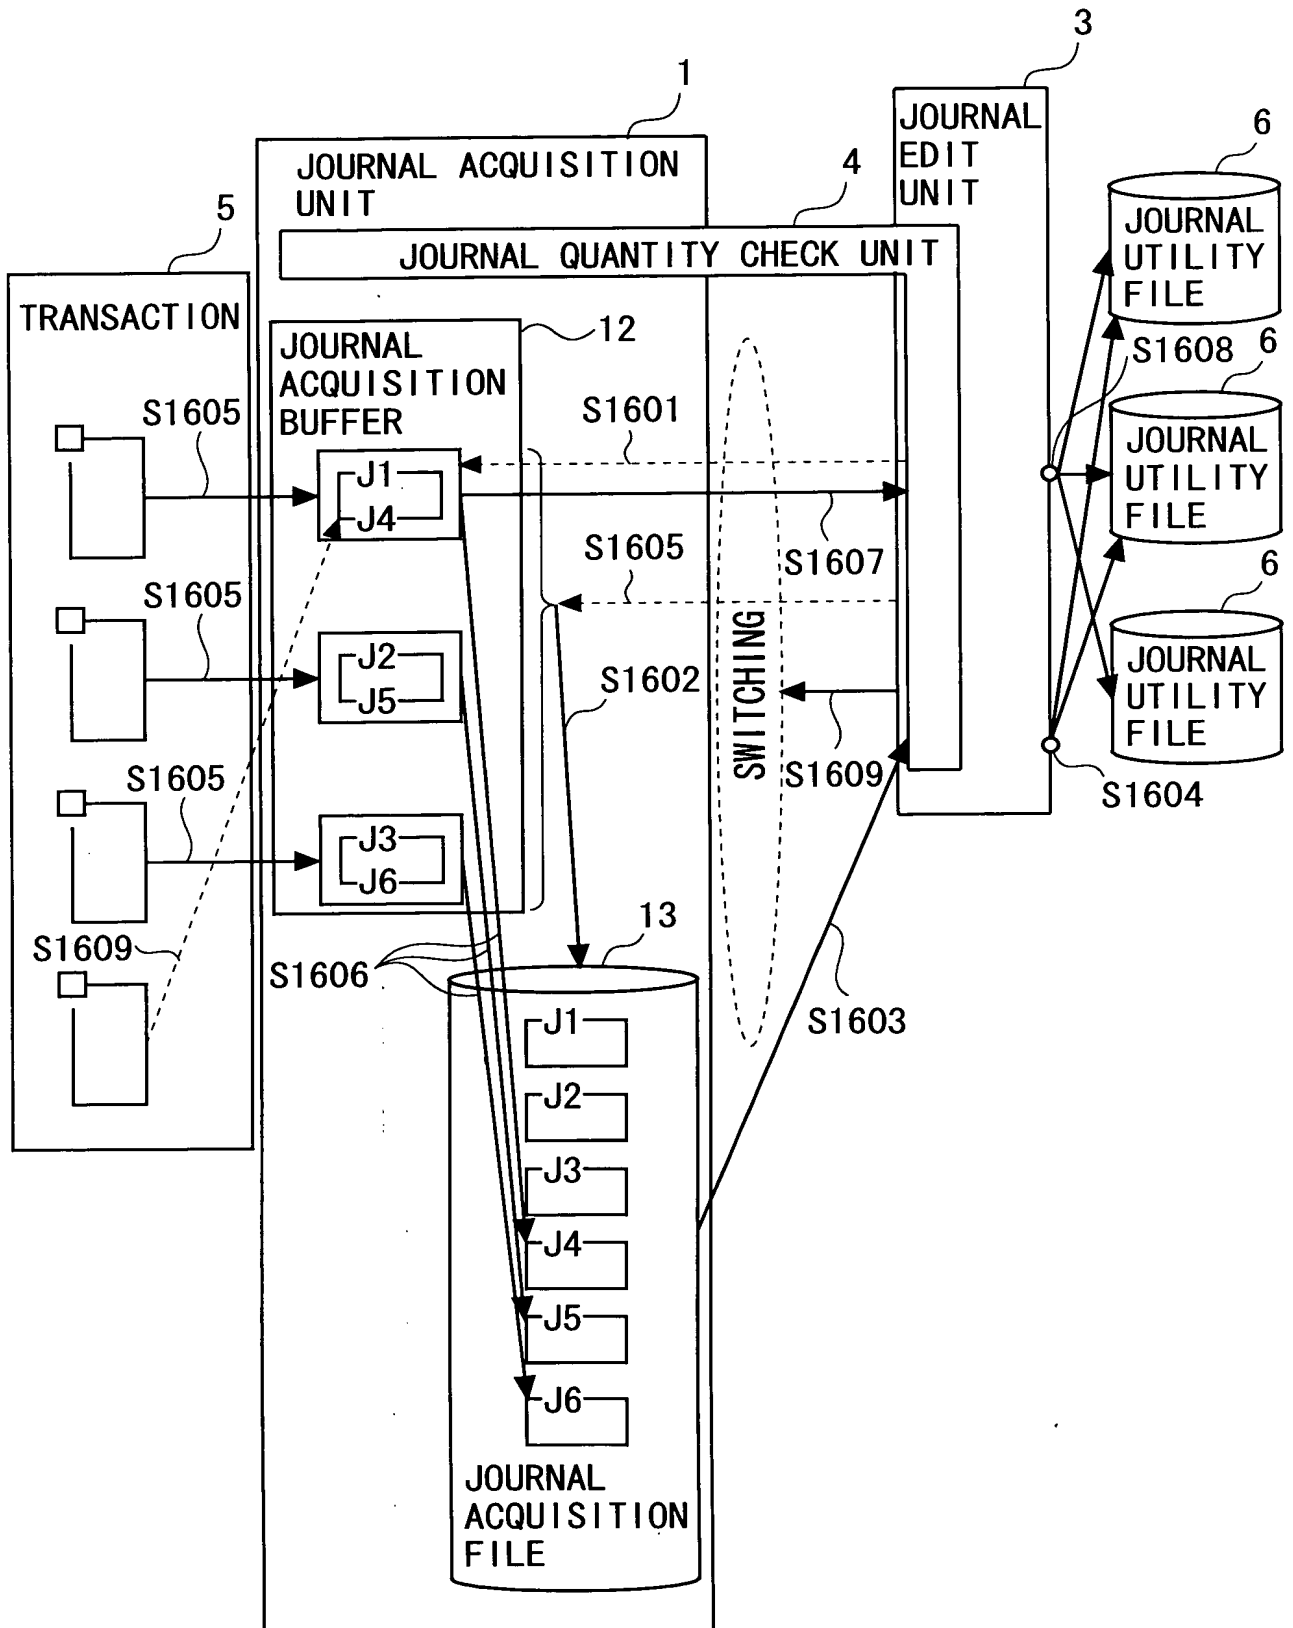 3
1
JOURNAL
EDIT
UNIT
6
JOURNAL ACQUISITION
UNIT
4
5
JOURNAL
UTILITY
FILE
JOURNAL QUANTITY CHECK UNIT
TRANSACTION
12
S1608
JOURNAL
ACQUISITION
BUFFER
6
S1605
S1601
J1
J4
JOURNAL
UTILITY
FILE
S1605
S1607
6
S1605
J2
J5
S1602
SWITCHING
JOURNAL
UTILITY
FILE
S1605
S1609
S1604
J3
J6
S1609
S1606
13
S1603
J1
J2
J3
J4
J5
J6
JOURNAL
ACQUISITION
FILE